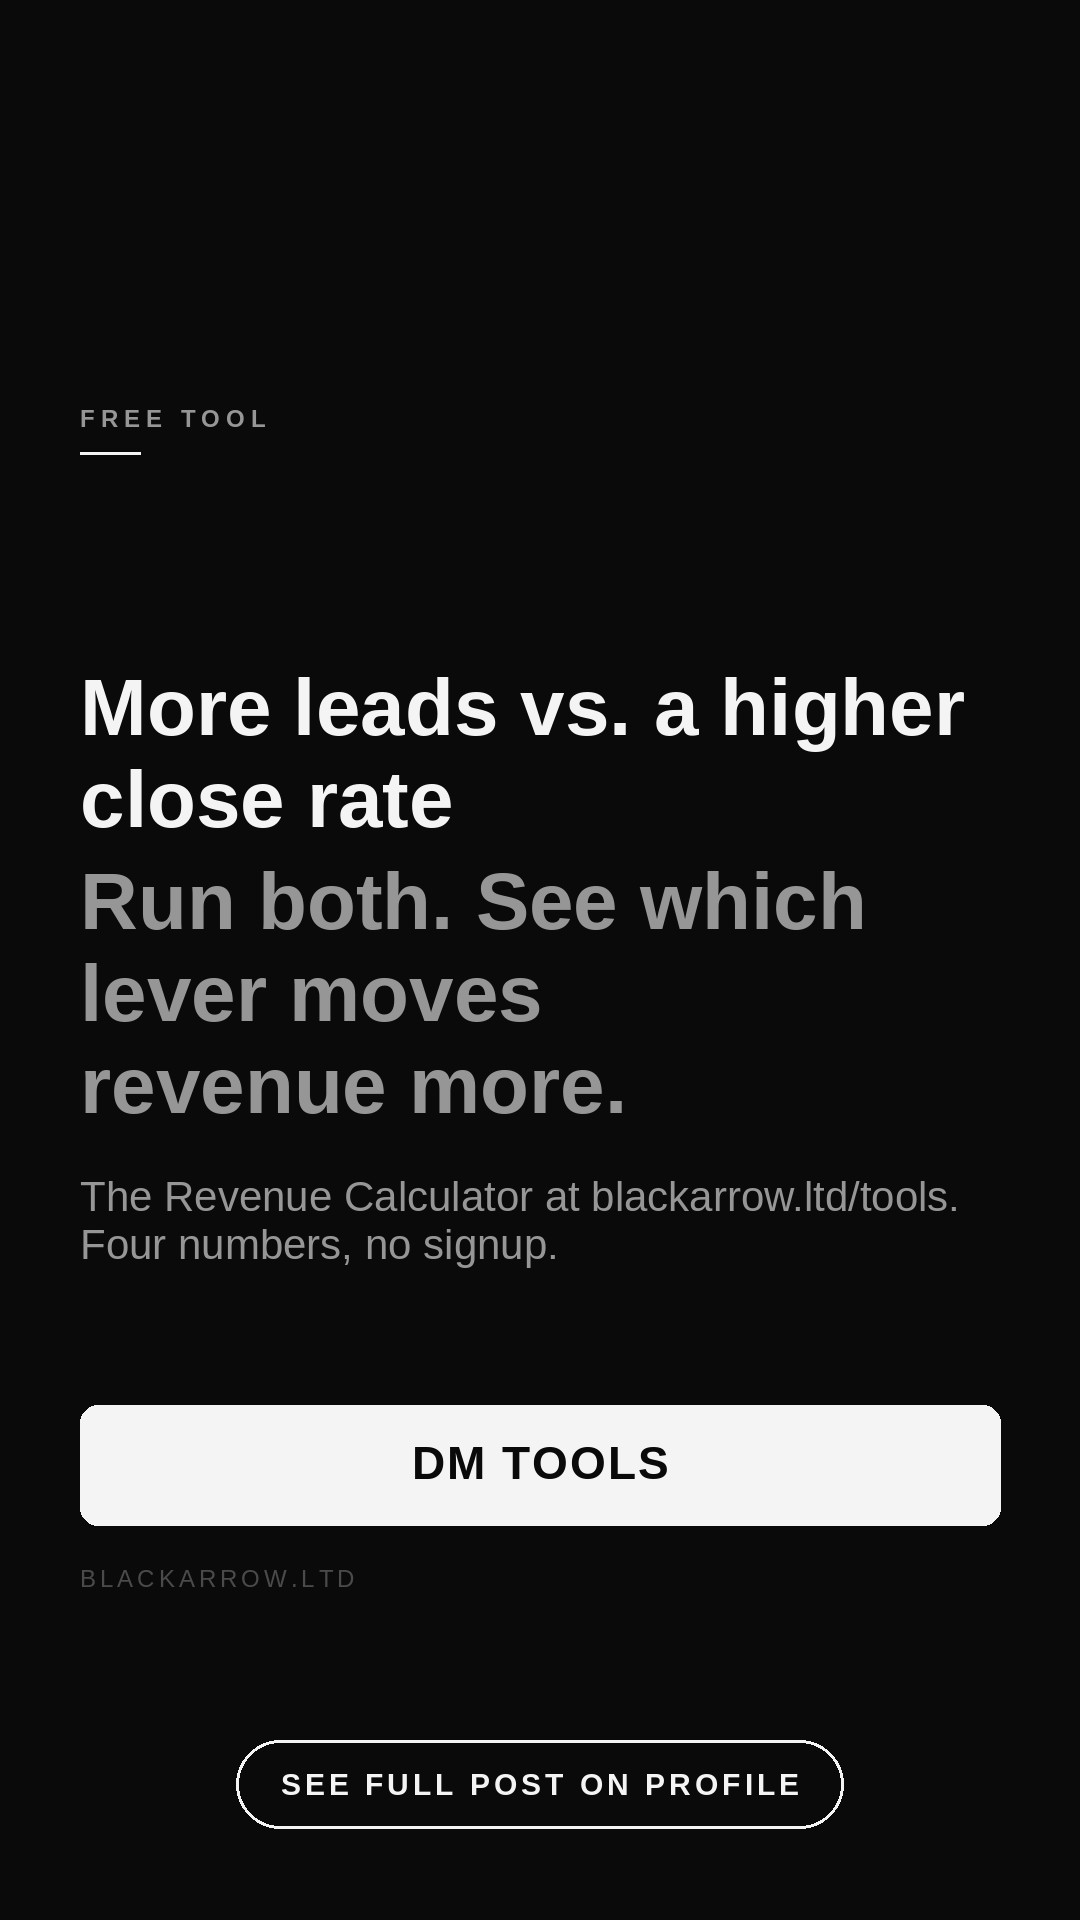 FREE TOOL
More leads vs. a higher
close rate
Run both. See which
lever moves
revenue more.
The Revenue Calculator at blackarrow.ltd/tools.
Four numbers, no signup.
DM TOOLS
BLACKARROW.LTD
SEE FULL POST ON PROFILE